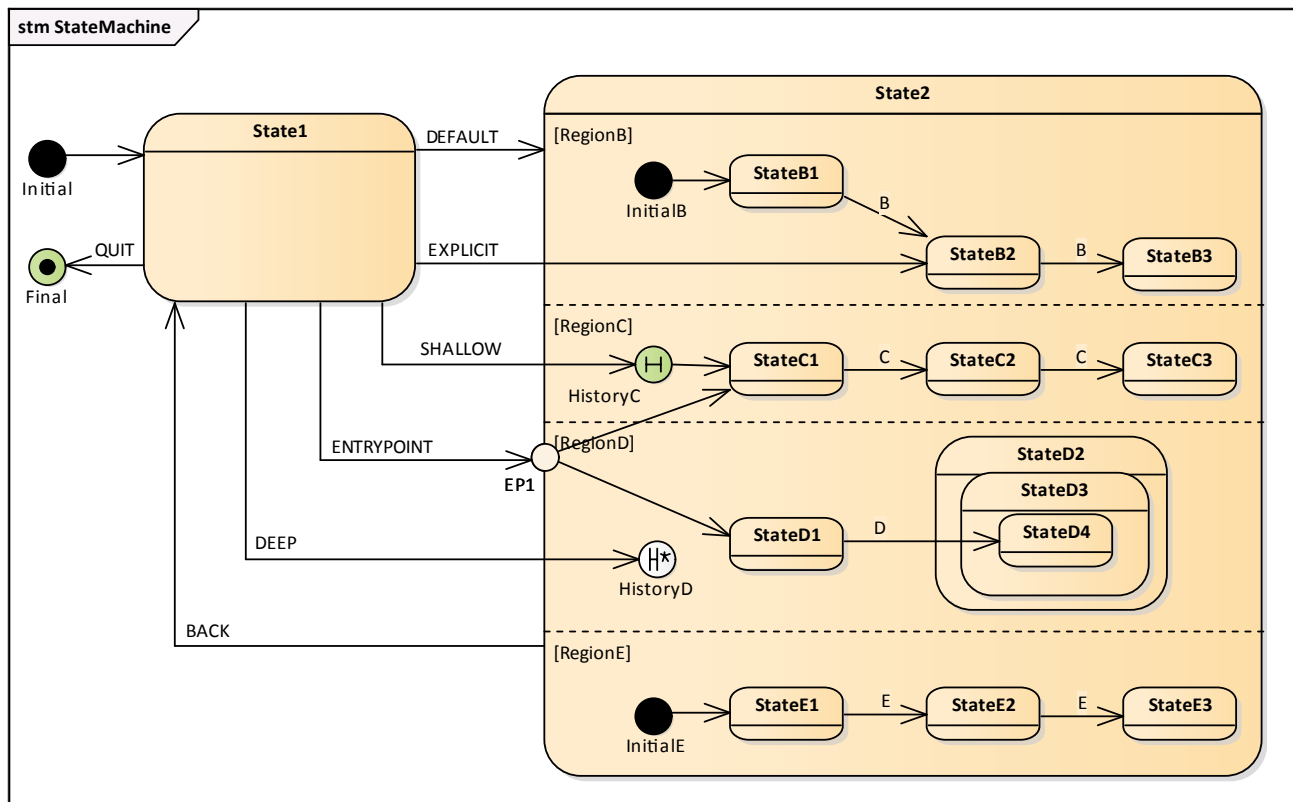 stm StateMachine
State2
State1
DEFAULT
[RegionB]
Initial
InitialB
StateB1
B
QUIT
EXPLICIT
StateB2
B
StateB3
Final
[RegionC]
SHALLOW
HistoryC
StateC1
C
StateC2
C
StateC3
ENTRYPOINT
[RegionD]
EP1
StateD2
StateD3
StateD1
D
StateD4
DEEP
H*
HistoryD
BACK
[RegionE]
InitialE
StateE1
E
StateE2
E
StateE3
H